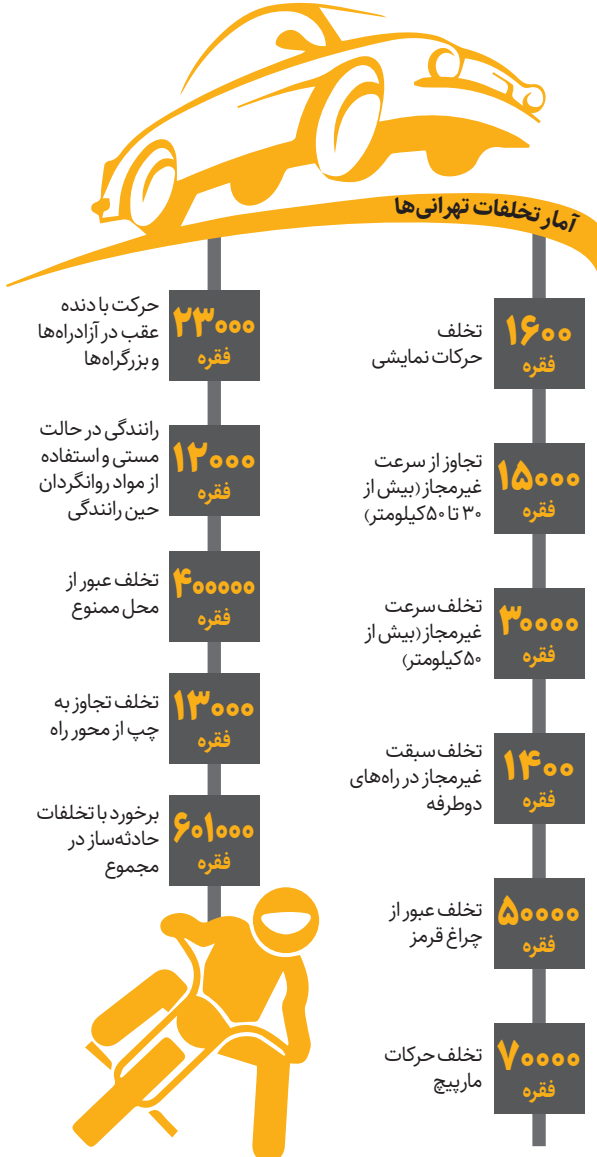 آمار تخلفات تهرانی‌ها
۱۶۰۰
فقره
تخلف
حرکات نمایشی
۱۵۰۰۰
فقره
تجاوز از سرعت
غیرمجاز (بیش از
۳۰ تا ۵۰ کیلومتر)
۳۰۰۰۰
فقره
تخلف سرعت
غیرمجاز (بیش از
۵۰ کیلومتر)
۱۴۰۰
فقره
تخلف سبقت
غیرمجاز در راه‌های
دوطرفه
۵۰۰۰۰
فقره
تخلف عبور از
چراغ قرمز
۷۰۰۰۰
فقره
تخلف حرکات
مارپیچ
۲۳۰۰۰
فقره
حرکت با دنده
عقب در آزادراه‌ها
و بزرگراه‌ها
۱۲۰۰۰
فقره
رانندگی در حالت
مستی و استفاده
از مواد روانگردان
حین رانندگی
۴۰۰۰۰۰
فقره
تخلف عبور از
محل ممنوع
۱۳۰۰۰
فقره
تخلف تجاوز به
چپ از محور راه
۶۰۱۰۰۰
فقره
برخورد با تخلفات
حادثه‌ساز در
مجموع